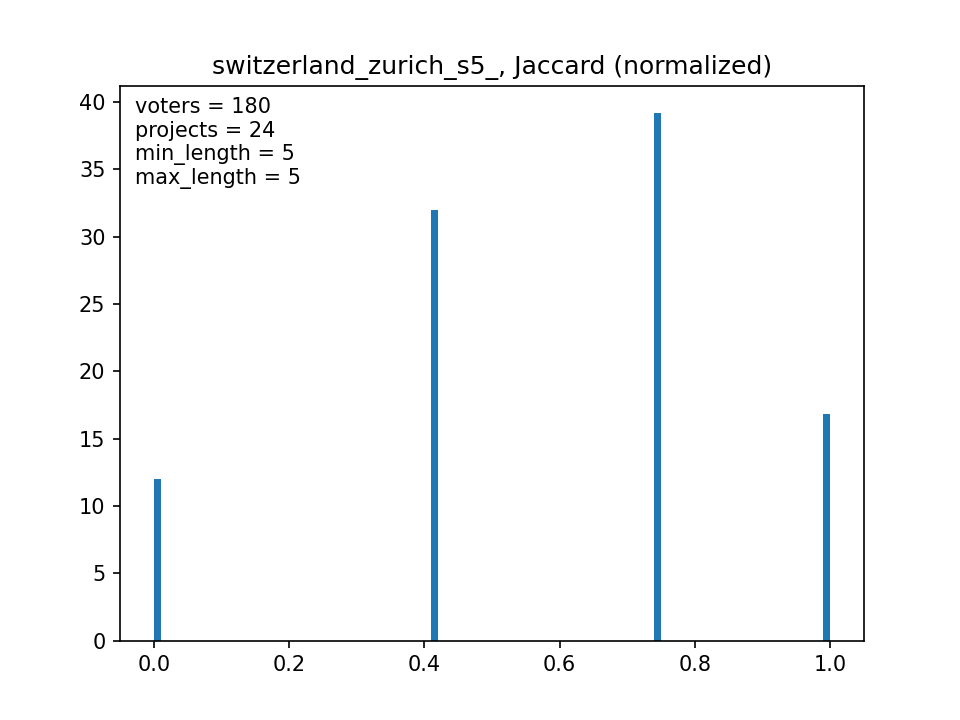 switzerland_zurich_s5_, Jaccard (normalized)
voters = 180
projects = 24
min_length = 5
max_length = 5
40
35
30
25
20
15
10
5
0
0.0 0.2 0.4 0.6 0.8 1.0